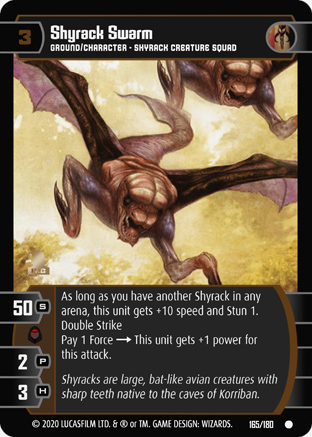 3
Shyrack Swarm
GROUND/CHARACTER - SHYRACK CREATURE SQUAD
50 S
2 P
3 H
As long as you have another Shyrack in any
arena, this unit gets +10 speed and Stun 1.
Double Strike
Pay 1 Force → This unit gets +1 power for
this attack.
Shyracks are large, bat-like avian creatures with
sharp teeth native to the caves of Korriban.
© 2020 LUCASFILM LTD. & ® or TM. GAME DESIGN: WIZARDS. 165/180